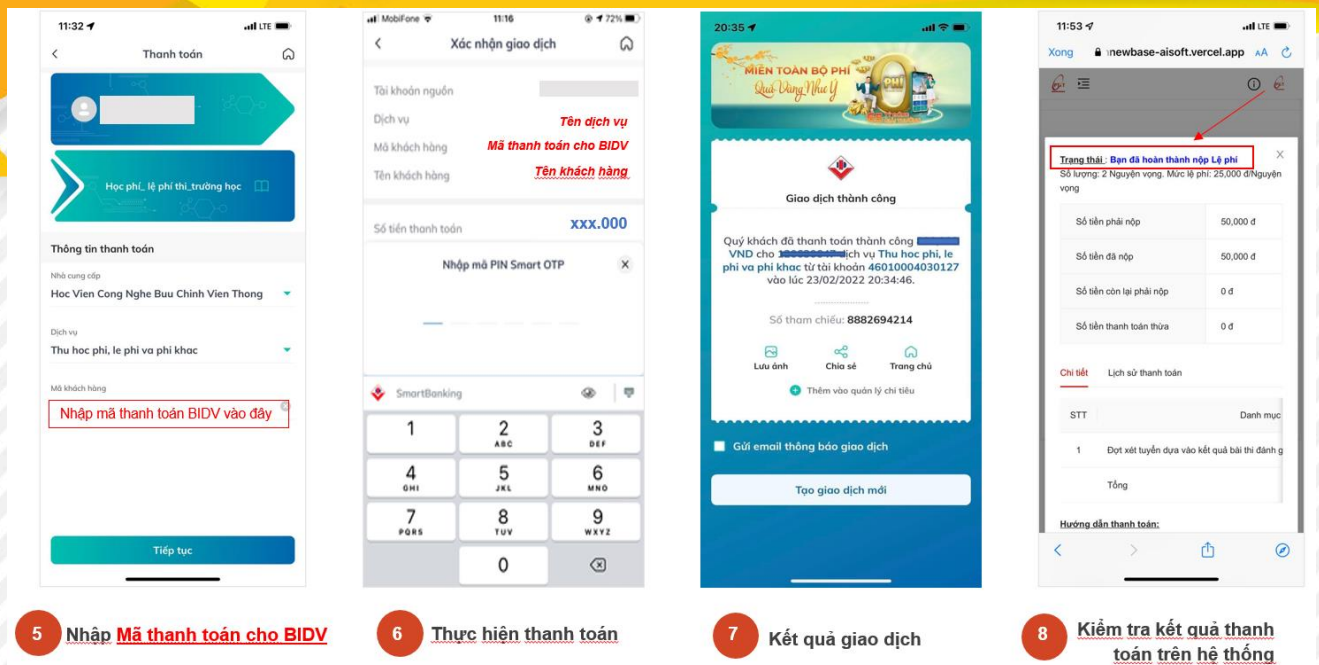 11:32
LTE
Thanh toán
Học phí_ lệ phí thi_trường học
Thông tin thanh toán
Nhà cung cấp
Hoc Vien Cong Nghe Buu Chinh Vien Thong
Dịch vụ
Thu hoc phi, le phi va phi khac
Mã khách hàng
Nhập mã thanh toán BIDV vào đây
Tiếp tục
5 Nhập Mã thanh toán cho BIDV
MobiFone 11:16 72%
Xác nhận giao dịch
Tài khoản nguồn
Dịch vụ Tên dịch vụ
Mã khách hàng Mã thanh toán cho BIDV
Tên khách hàng Tên khách hàng
Số tiền thanh toán xxx.000
Nhập mã PIN Smart OTP X
SmartBanking
1 2 3
ABC DEF
4 5 6
GHI JKL MNO
7 8 9
PQRS TUV WXYZ
0
6 Thực hiện thanh toán
20:35
MIỄN TOÀN BỘ PHÍ
Quà Vàng Như Ý
0
PHÍ
Giao dịch thành công
Quý khách đã thanh toán thành công
VND cho dịch vụ Thu hoc phi, le
phi va phi khac từ tài khoản 46010004030127
vào lúc 23/02/2022 20:34:46.
Số tham chiếu: 8882694214
Lưu ảnh Chia sẻ Trang chủ
Thêm vào quản lý chi tiêu
Gửi email thông báo giao dịch
Tạo giao dịch mới
7 Kết quả giao dịch
11:53 LTE
Xong newbase-aisoft.vercel.app AA
Trạng thái : Bạn đã hoàn thành nộp Lệ phí X
Số lượng: 2 Nguyện vọng. Mức lệ phí: 25,000 đ/Nguyện
vọng
Số tiền phải nộp 50,000 đ
Số tiền đã nộp 50,000 đ
Số tiền còn lại phải nộp 0 đ
Số tiền thanh toán thừa 0 đ
Chi tiết Lịch sử thanh toán
STT Danh mục
1 Đợt xét tuyển dựa vào kết quả bài thi đánh g
Tổng
Hướng dẫn thanh toán:
8 Kiểm tra kết quả thanh
toán trên hệ thống